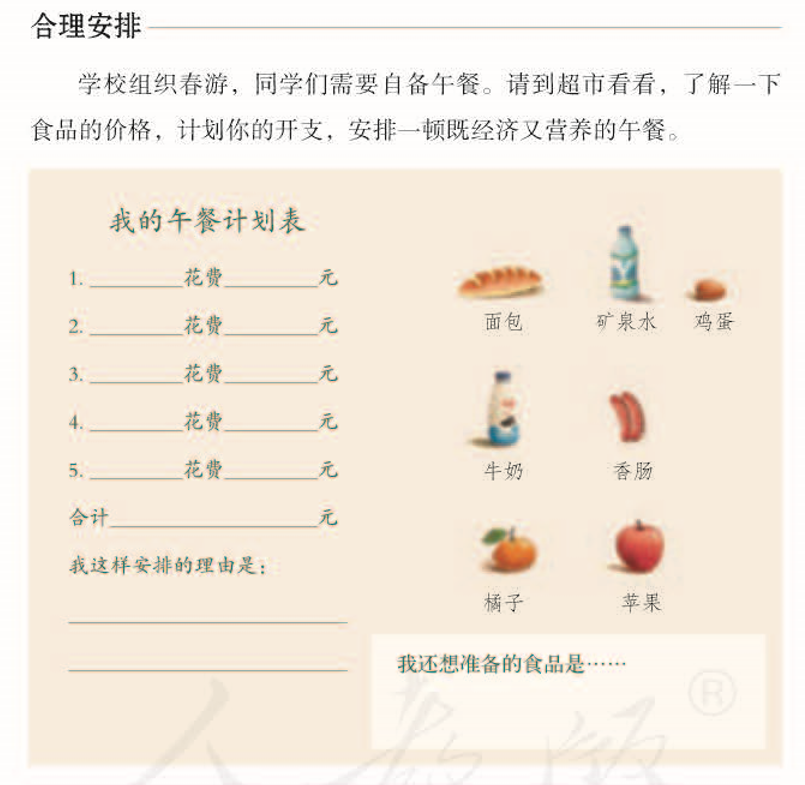 合理安排
学校组织春游，同学们需要自备午餐。请到超市看看，了解一下
食品的价格，计划你的开支，安排一顿既经济又营养的午餐。
我的午餐计划表
1. ________花费________元
2. ________花费________元
3. ________花费________元
4. ________花费________元
5. ________花费________元
合计________元
我这样安排的理由是：
面包 矿泉水 鸡蛋
牛奶 香肠
橘子 苹果
我还想准备的食品是……
人教版®